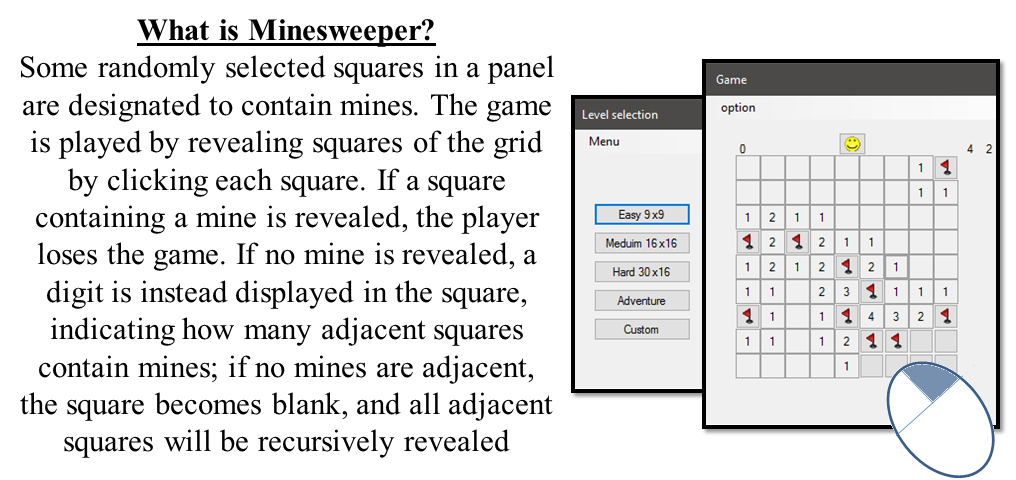 What is Minesweeper?
Some randomly selected squares in a panel
are designated to contain mines. The game
is played by revealing squares of the grid
by clicking each square. If a square
containing a mine is revealed, the player
loses the game. If no mine is revealed, a
digit is instead displayed in the square,
indicating how many adjacent squares
contain mines; if no mines are adjacent,
the square becomes blank, and all adjacent
squares will be recursively revealed
Level selection
Menu
Easy 9x9
Meduim 16x16
Hard 30x16
Adventure
Custom
Game
option
0 4 2
1
1 1
1 2 1 1
2 2 1 1
1 2 1 2 2 1
1 1 2 3 1 1 1
1 1 4 3 2
1 1 1 2
1